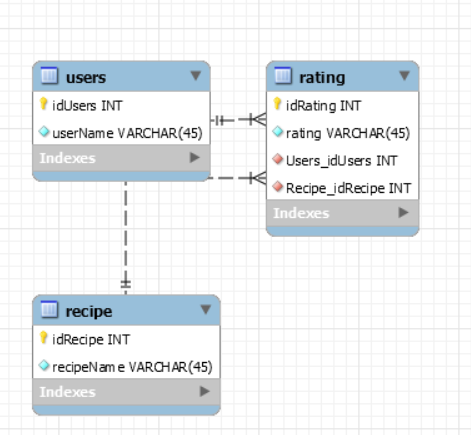 users
idUsers INT
userName VARCHAR(45)
Indexes
rating
idRating INT
rating VARCHAR(45)
Users_idUsers INT
Recipe_idRecipe INT
Indexes
recipe
idRecipe INT
recipeName VARCHAR(45)
Indexes